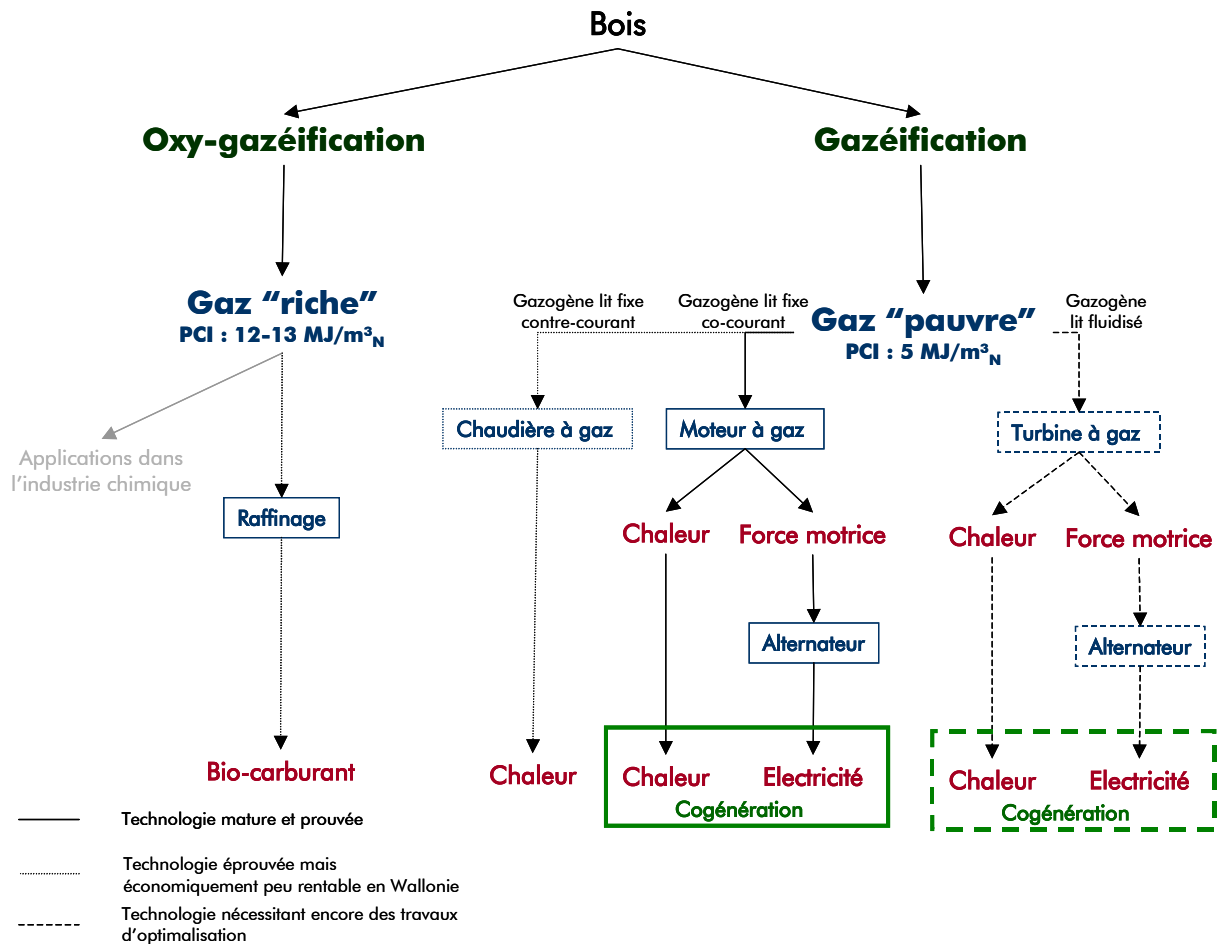 Bois
Oxy-gazéification
Gazéification
Gaz “riche”
PCI : 12-13 MJ/m³N
Gazogène lit fixe
contre-courant
Gazogène lit fixe
co-courant
Gaz “pauvre”
PCI : 5 MJ/m³N
Gazogène
lit fluidisé
Applications dans
l’industrie chimique
Chaudière à gaz
Moteur à gaz
Turbine à gaz
Raffinage
Chaleur
Force motrice
Chaleur
Force motrice
Alternateur
Alternateur
Bio-carburant
Chaleur
Chaleur
Electricité
Cogénération
Chaleur
Electricité
Cogénération
Technologie mature et prouvée
Technologie éprouvée mais
économiquement peu rentable en Wallonie
Technologie nécessitant encore des travaux
d’optimalisation